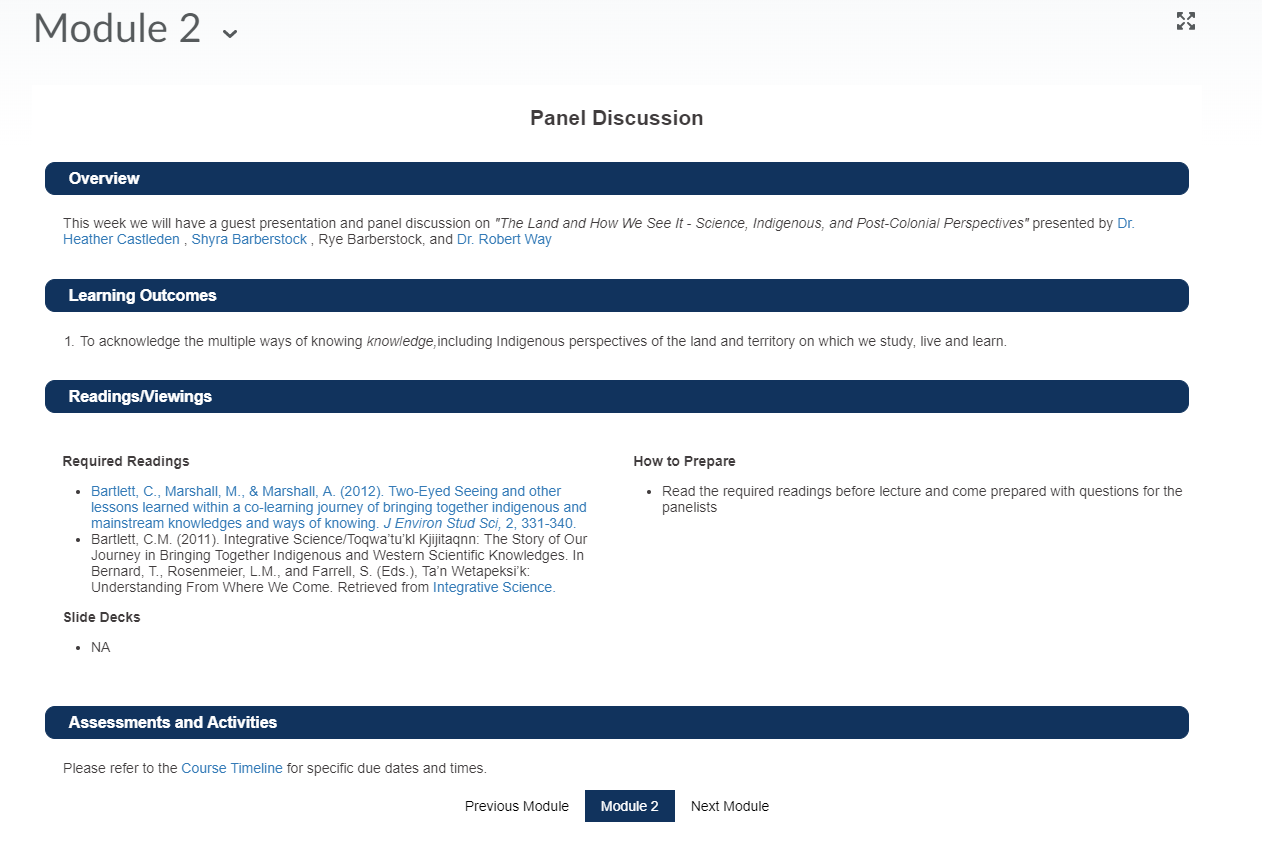 Module 2
Panel Discussion
Overview
This week we will have a guest presentation and panel discussion on "The Land and How We See It - Science, Indigenous, and Post-Colonial Perspectives" presented by Dr.
Heather Castleden , Shyra Barberstock , Rye Barberstock, and Dr. Robert Way
Learning Outcomes
1. To acknowledge the multiple ways of knowing knowledge,including Indigenous perspectives of the land and territory on which we study, live and learn.
Readings/Viewings
Required Readings
• Bartlett, C., Marshall, M., & Marshall, A. (2012). Two-Eyed Seeing and other
lessons learned within a co-learning journey of bringing together indigenous and
mainstream knowledges and ways of knowing. J Environ Stud Sci, 2, 331-340.
• Bartlett, C.M. (2011). Integrative Science/Toqwa'tu'kl Kjijitaqnn: The Story of Our
Journey in Bringing Together Indigenous and Western Scientific Knowledges. In
Bernard, T., Rosenmeier, L.M., and Farrell, S. (Eds.), Ta'n Wetapeksi'k:
Understanding From Where We Come. Retrieved from Integrative Science.
Slide Decks
• NA
How to Prepare
• Read the required readings before lecture and come prepared with questions for the
panelists
Assessments and Activities
Please refer to the Course Timeline for specific due dates and times.
Previous Module Module 2 Next Module